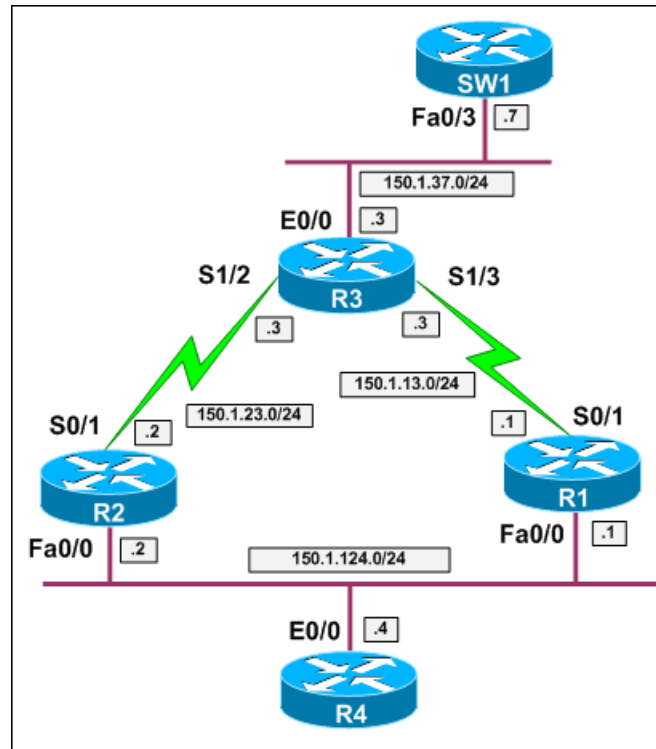 SW1
Fa0/3 .7
150.1.37.0/24
E0/0 .3
S1/2 S1/3
R3
.3 .3
150.1.13.0/24
150.1.23.0/24
S0/1 .2
.1 S0/1
R2 R1
Fa0/0 .2
Fa0/0 .1
150.1.124.0/24
E0/0 .4
R4